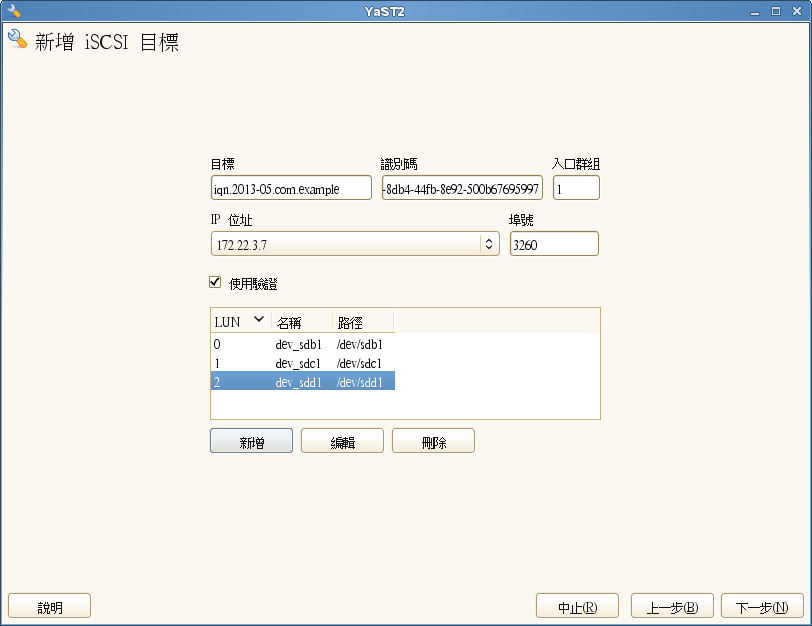 YaST2
新增 iSCSI 目標
目標 識別碼 入口群組
iqn.2013-05.com.example -8db4-44fb-8e92-500b67695997 1
IP 位址 埠號
172.22.3.7 3260
使用驗證
LUN 名稱 路徑
0 dev_sdb1 /dev/sdb1
1 dev_sdc1 /dev/sdc1
2 dev_sdd1 /dev/sdd1
新增 編輯 刪除
說明 中止(R) 上一步(B) 下一步(N)